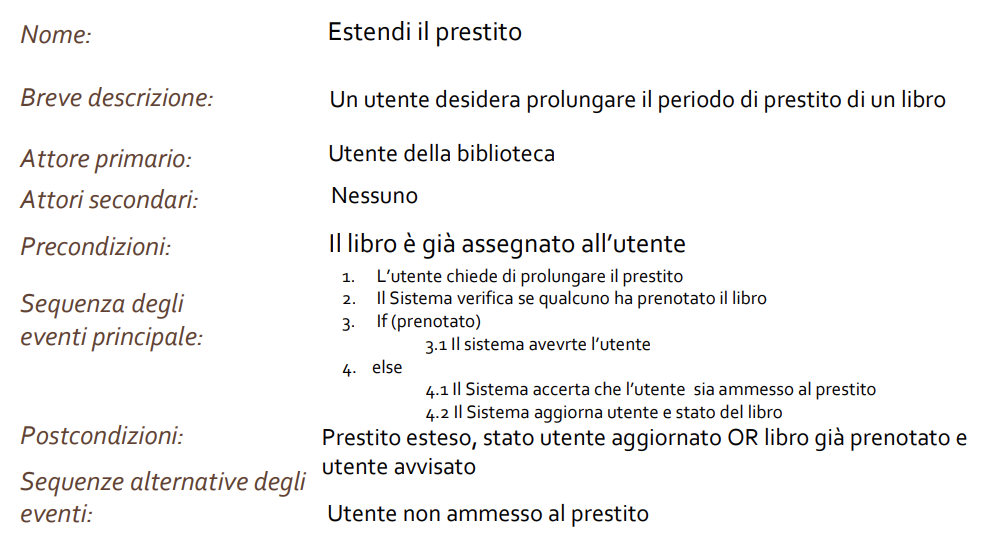 Nome: Estendi il prestito
Breve descrizione: Un utente desidera prolungare il periodo di prestito di un libro
Attore primario: Utente della biblioteca
Attori secondari: Nessuno
Precondizioni: Il libro è già assegnato all’utente
Sequenza degli
eventi principale:
1. L’utente chiede di prolungare il prestito
2. Il Sistema verifica se qualcuno ha prenotato il libro
3. If (prenotato)
3.1 Il sistema avevrte l’utente
4. else
4.1 Il Sistema accerta che l’utente sia ammesso al prestito
4.2 Il Sistema aggiorna utente e stato del libro
Postcondizioni: Prestito esteso, stato utente aggiornato OR libro già prenotato e
utente avvisato
Sequenze alternative degli
eventi: Utente non ammesso al prestito